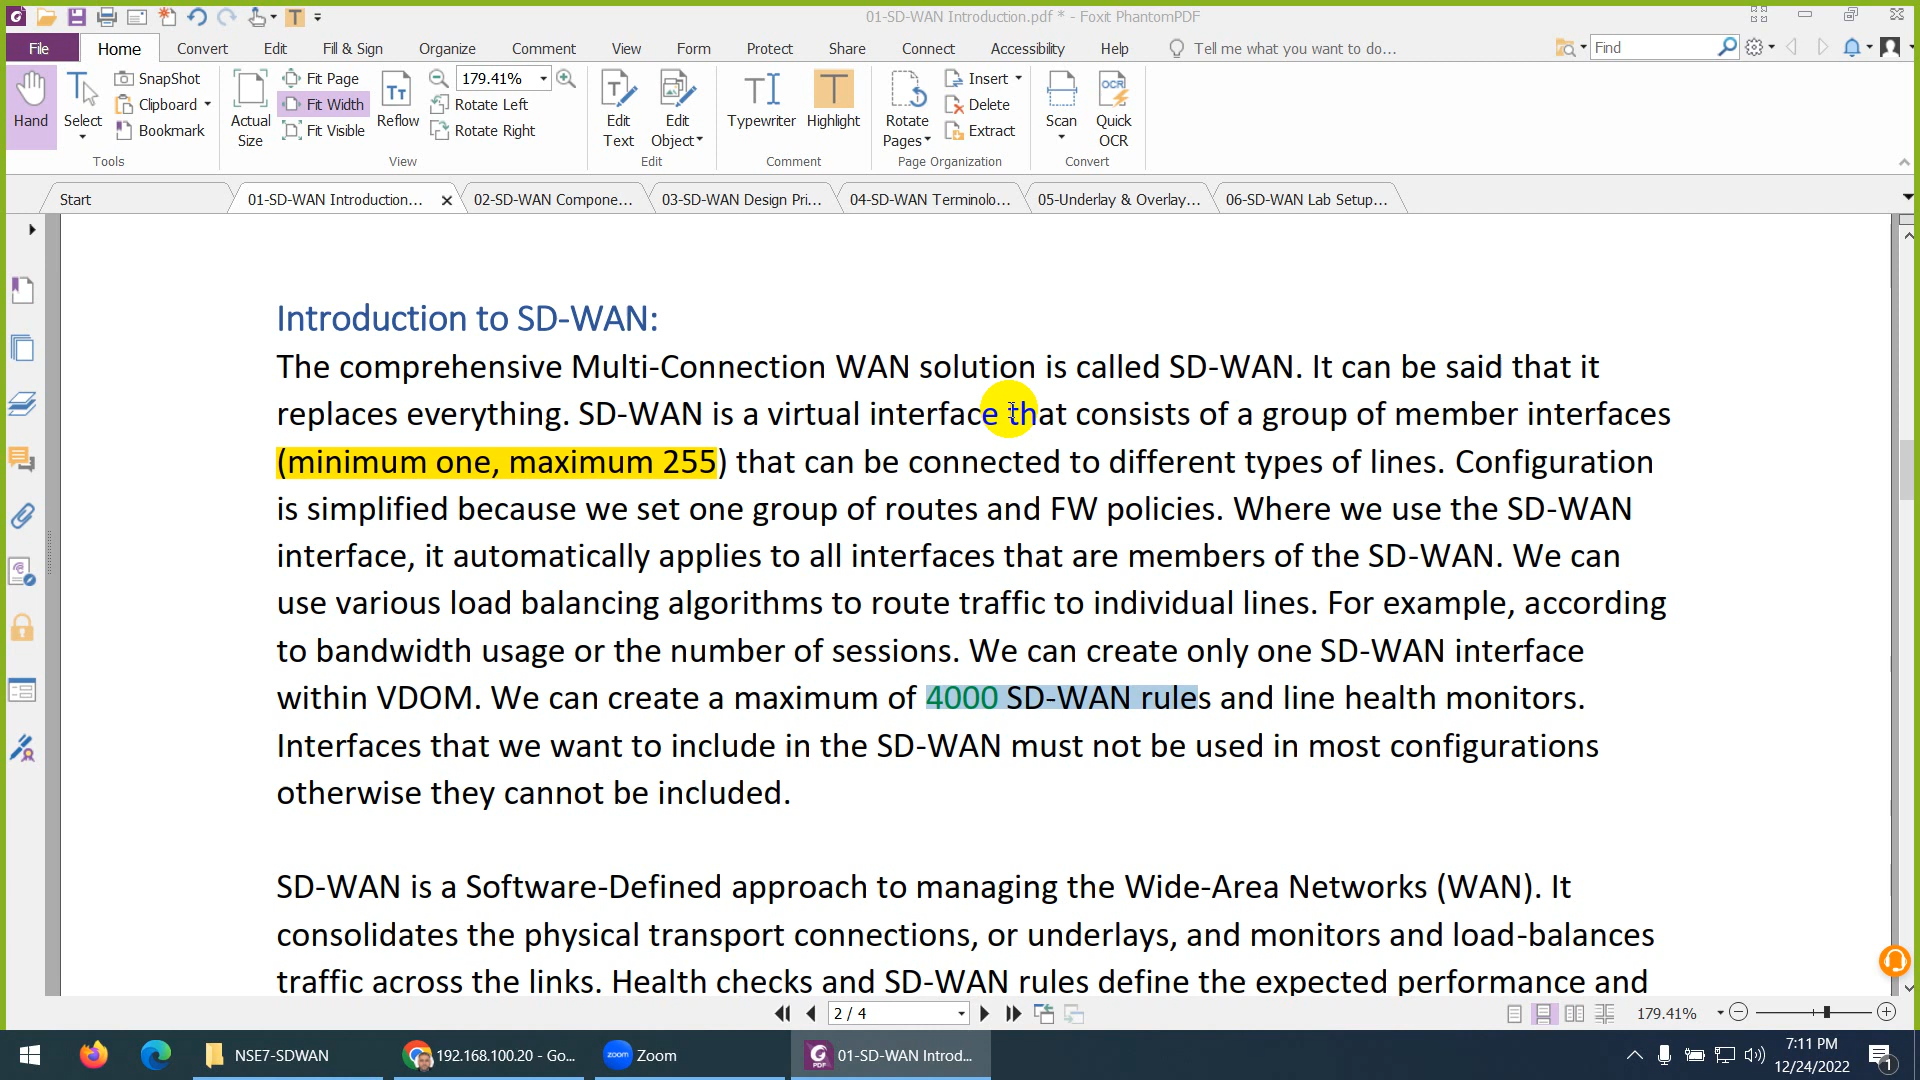 01-SD-WAN Introduction.pdf * - Foxit PhantomPDF
File Home Convert Edit Fill & Sign Organize Comment View Form Protect Share Connect Accessibility Help Tell me what you want to do... Find
SnapShot
Clipboard
Bookmark
Hand
Select
Tools
Actual Size
Fit Page
Fit Width
Fit Visible
Reflow
179.41%
Rotate Left
Rotate Right
View
Edit Text
Edit Object
Edit
Typewriter
Highlight
Comment
Rotate Pages
Insert
Delete
Extract
Page Organization
Scan
Quick OCR
Convert
Start 01-SD-WAN Introduction... 02-SD-WAN Compone... 03-SD-WAN Design Pri... 04-SD-WAN Terminolo... 05-Underlay & Overlay... 06-SD-WAN Lab Setup...
Introduction to SD-WAN:
The comprehensive Multi-Connection WAN solution is called SD-WAN. It can be said that it
replaces everything. SD-WAN is a virtual interface that consists of a group of member interfaces
(minimum one, maximum 255) that can be connected to different types of lines. Configuration
is simplified because we set one group of routes and FW policies. Where we use the SD-WAN
interface, it automatically applies to all interfaces that are members of the SD-WAN. We can
use various load balancing algorithms to route traffic to individual lines. For example, according
to bandwidth usage or the number of sessions. We can create only one SD-WAN interface
within VDOM. We can create a maximum of 4000 SD-WAN rules and line health monitors.
Interfaces that we want to include in the SD-WAN must not be used in most configurations
otherwise they cannot be included.
SD-WAN is a Software-Defined approach to managing the Wide-Area Networks (WAN). It
consolidates the physical transport connections, or underlays, and monitors and load-balances
traffic across the links. Health checks and SD-WAN rules define the expected performance and
2 / 4
179.41%
NSE7-SDWAN
192.168.100.20 - Go...
zoom Zoom
PDF 01-SD-WAN Introd...
7:11 PM
12/24/2022
1